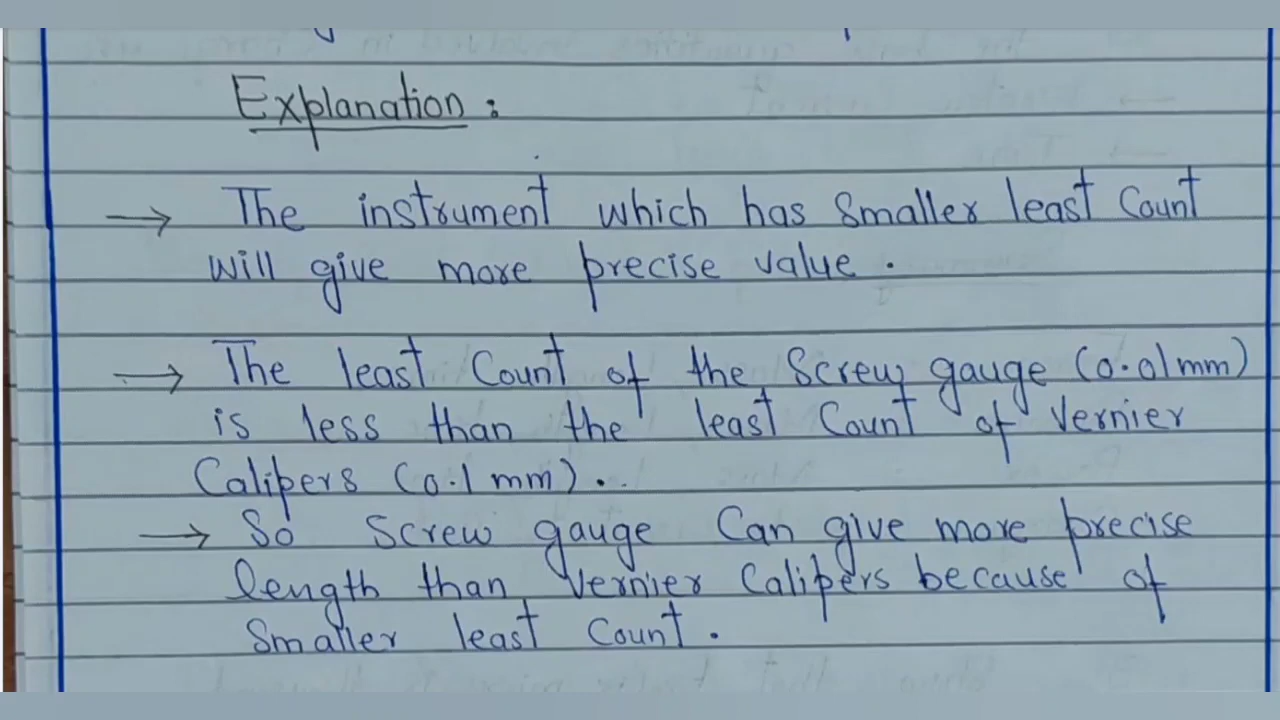 Explanation :
→ The instrument which has smaller least count
will give more precise value .
→ The least count of the screw gauge (0.01mm)
is less than the least count of vernier
calipers (0.1 mm) .
→ So screw gauge can give more precise
length than vernier calipers because of
smaller least count .